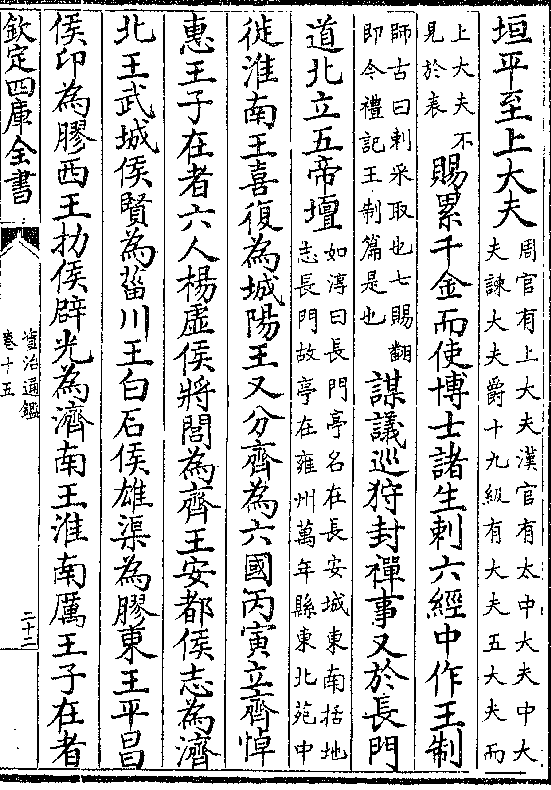 垣平至上大夫周官有上大夫漢官有太中大夫中大
夫諫大夫爵十九級有大夫五大夫而
上大夫不
見於表賜累千金而使博士諸生刺六經中作王制
師古曰刺采取也七賜翻
即今禮記王制篇是也謀議巡狩封禪事又於長門
道北立五帝壇如淳曰長門亭名在長安城東南括地
志長門故亭在雍州萬年縣東北苑中
徙淮南王喜復為城陽王又分齊為六國丙寅立齊悼
惠王子在者六人楊虛侯將閭為齊王安都侯志為濟
北王武城侯賢為菑川王白石侯雄渠為膠東王平昌
侯卬為膠西王扐侯辟光為濟南王淮南厲王子在者
欽定四庫全書
資治通鑑
卷十五
二十二